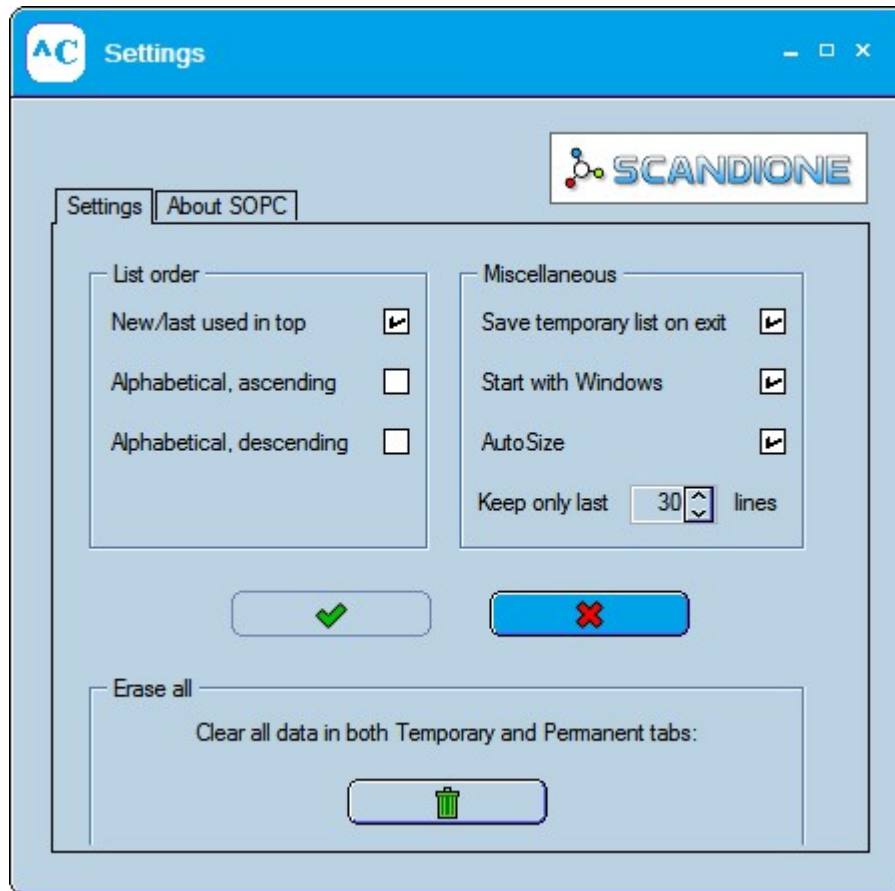 ^C Settings
SCANDIONE
Settings About SOPC
List order
New/last used in top
Alphabetical, ascending
Alphabetical, descending
Miscellaneous
Save temporary list on exit
Start with Windows
AutoSize
Keep only last 30 lines
Erase all
Clear all data in both Temporary and Permanent tabs: